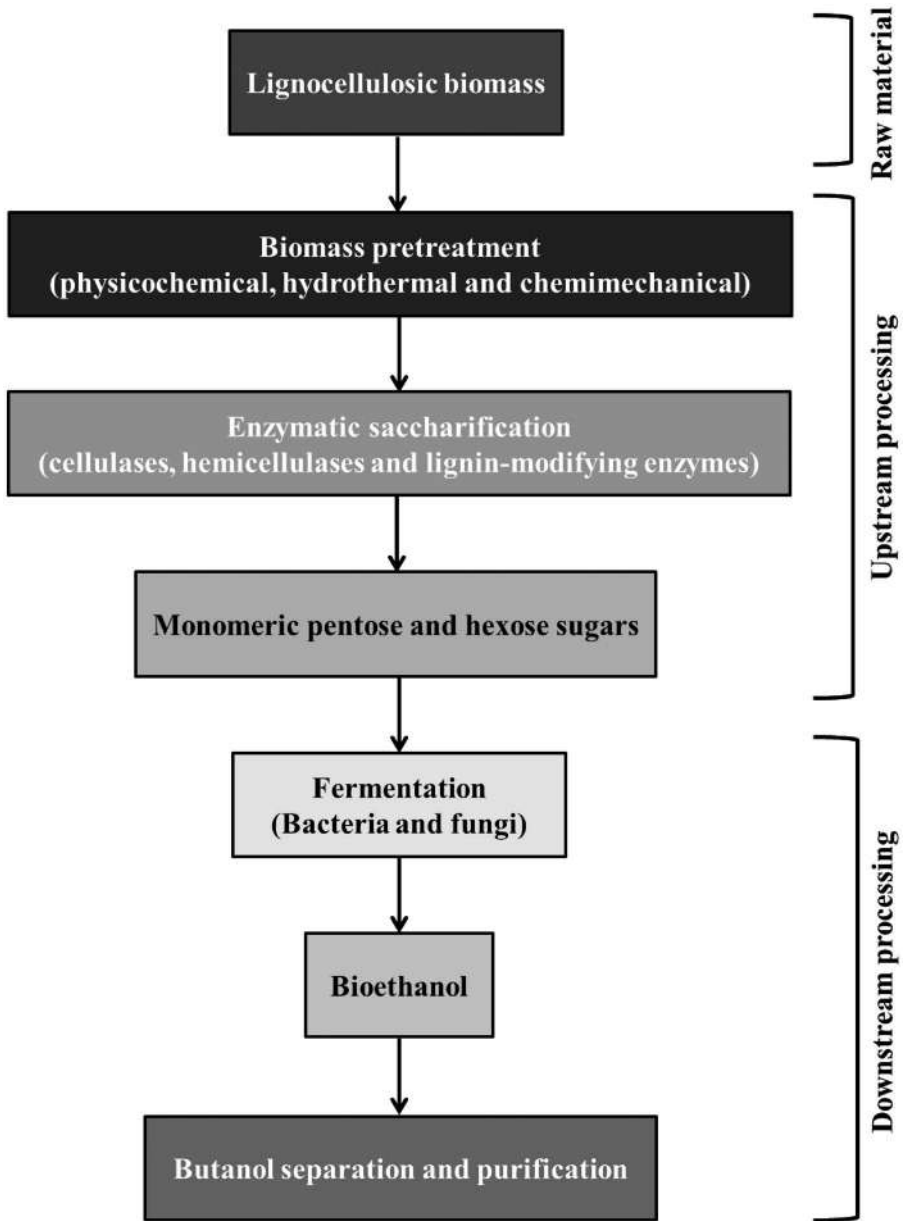 Lignocellulosic biomass
Raw material
Biomass pretreatment
(physicochemical, hydrothermal and chemimechanical)
Enzymatic saccharification
(cellulases, hemicellulases and lignin-modifying enzymes)
Monomeric pentose and hexose sugars
Upstream processing
Fermentation
(Bacteria and fungi)
Bioethanol
Butanol separation and purification
Downstream processing